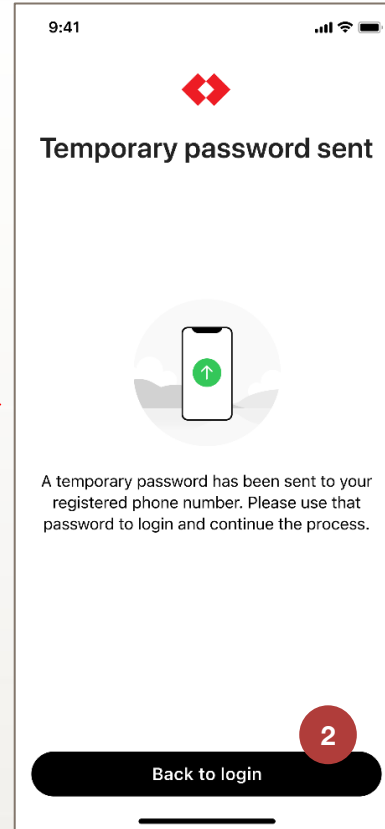 9:41
Temporary password sent
A temporary password has been sent to your
registered phone number. Please use that
password to login and continue the process.
2
Back to login